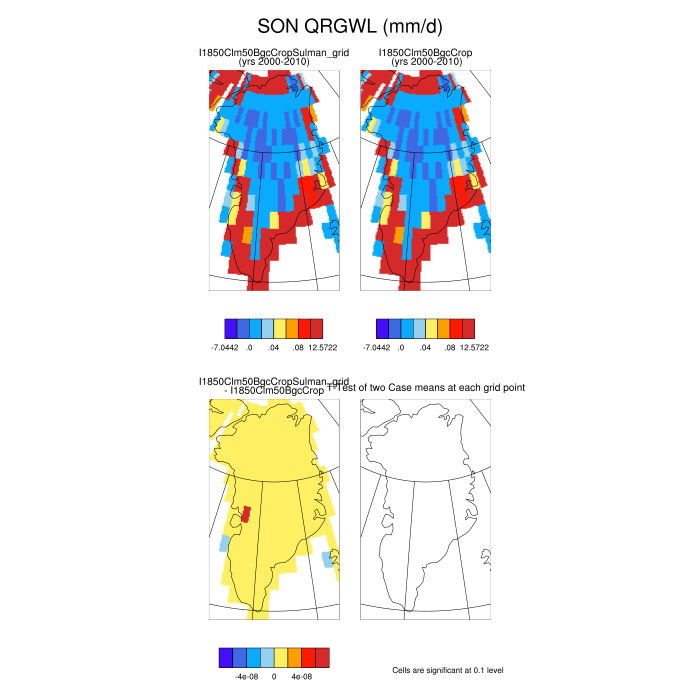 SON QRGWL (mm/d)
I1850Clm50BgcCropSulman_grid
(yrs 2000-2010)
I1850Clm50BgcCrop
(yrs 2000-2010)
-7.0442 .0 .04 .08 12.5722
-7.0442 .0 .04 .08 12.5722
I1850Clm50BgcCropSulman_grid
- I1850Clm50BgcCrop
T-Test of two Case means at each grid point
-4e-08 0 4e-08
Cells are significant at 0.1 level